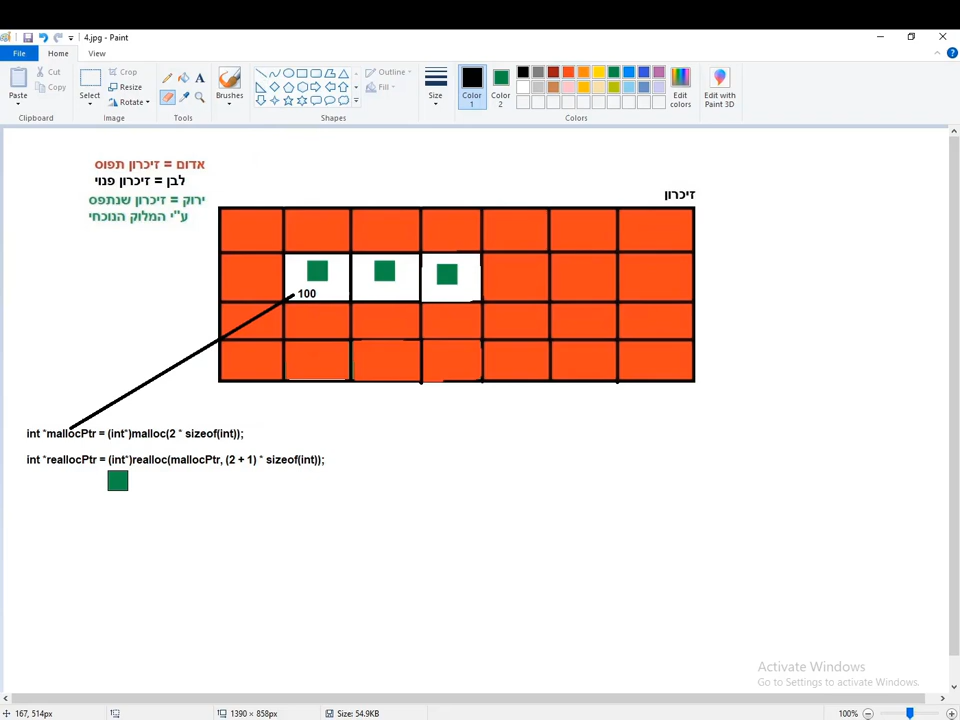 4.jpg - Paint
File
Home
View
Paste
Cut
Copy
Clipboard
Select
Crop
Resize
Rotate
Image
A
Tools
Brushes
Outline
Fill
Shapes
Size
Color 1
Color 2
Edit colors
Colors
Edit with Paint 3D
אדום = זיכרון תפוס
לבן = זיכרון פנוי
ירוק = זיכרון שנתפס
ע"י המלוק הנוכחי
זיכרון
100
int *mallocPtr = (int*)malloc(2 * sizeof(int));
int *reallocPtr = (int*)realloc(mallocPtr, (2 + 1) * sizeof(int));
Activate Windows
Go to Settings to activate Windows.
167, 514px
1390 × 858px
Size: 54.9KB
100%